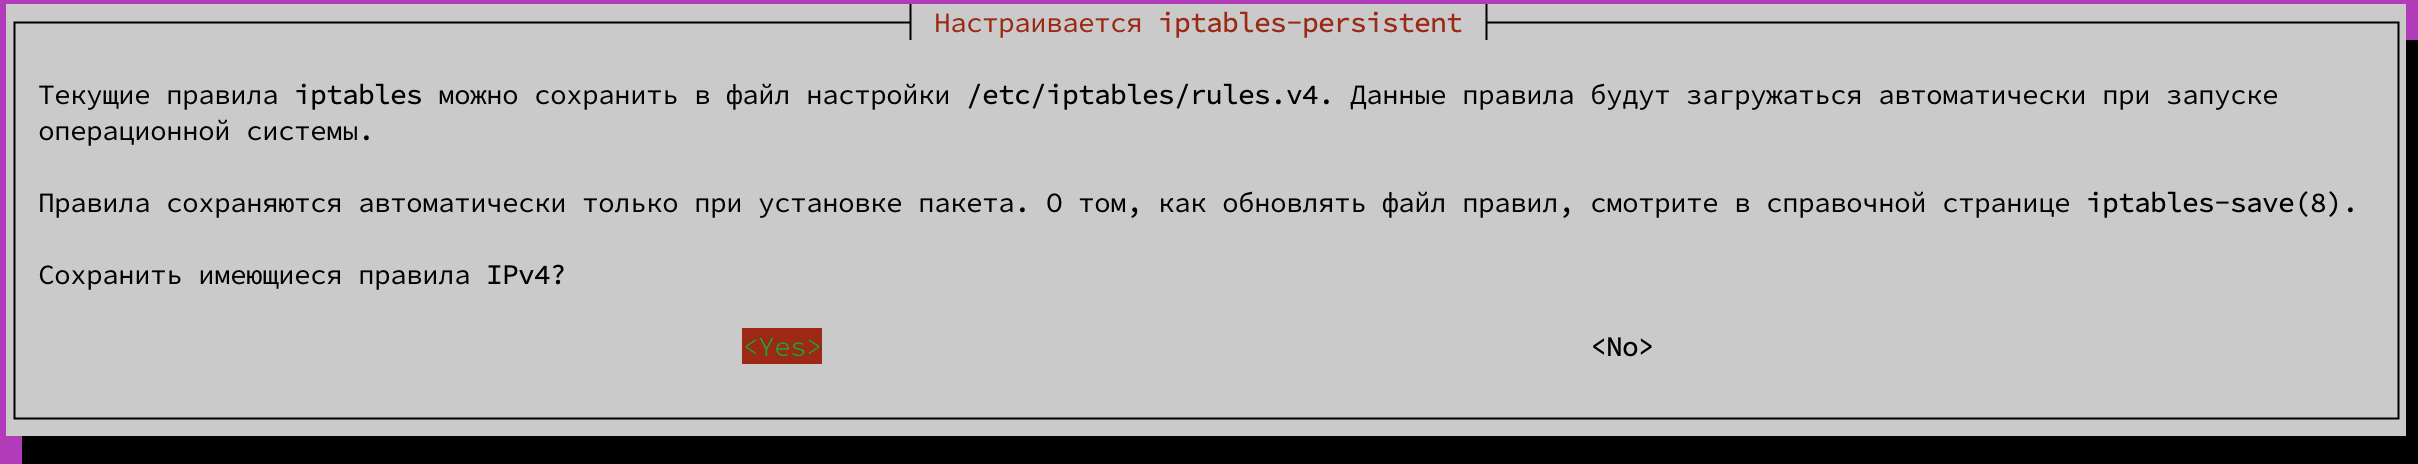 Настраивается iptables-persistent
Текущие правила iptables можно сохранить в файл настройки /etc/iptables/rules.v4. Данные правила будут загружаться автоматически при запуске
операционной системы.
Правила сохраняются автоматически только при установке пакета. О том, как обновлять файл правил, смотрите в справочной странице iptables-save(8).
Сохранить имеющиеся правила IPv4?
<Yes> <No>